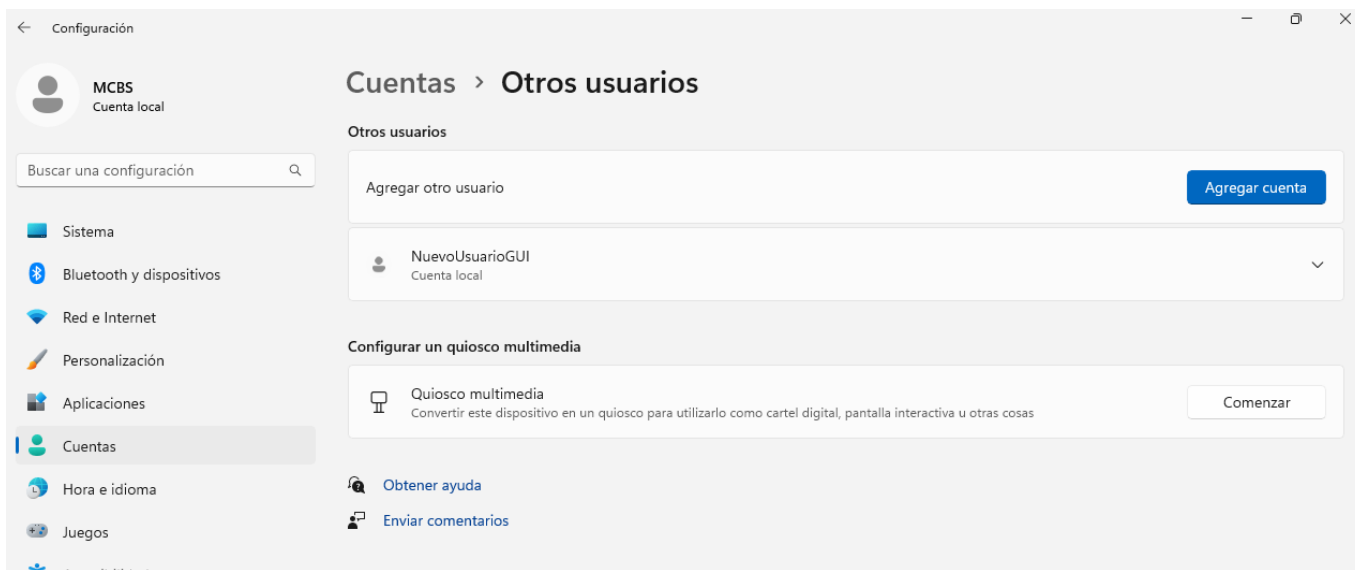 Configuración
MCBS
Cuenta local
Buscar una configuración
Sistema
Bluetooth y dispositivos
Red e Internet
Personalización
Aplicaciones
Cuentas
Hora e idioma
Juegos
Cuentas > Otros usuarios
Otros usuarios
Agregar otro usuario
Agregar cuenta
NuevoUsuarioGUI
Cuenta local
Configurar un quiosco multimedia
Quiosco multimedia
Convertir este dispositivo en un quiosco para utilizarlo como cartel digital, pantalla interactiva u otras cosas
Comenzar
Obtener ayuda
Enviar comentarios